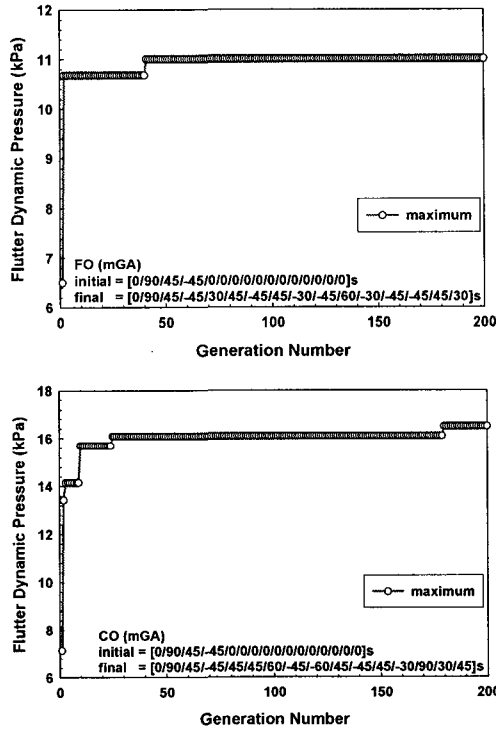 12
11
10
9
8
7
6
Flutter Dynamic Pressure (kPa)
maximum
FO (mGA)
initial = [0/90/45/-45/0/0/0/0/0/0/0/0/0/0/0/0]s
final = [0/90/45/-45/30/45/-45/45/-30/-45/60/-30/-45/-45/45/30]s
0 50 100 150 200
Generation Number
18
16
14
12
10
8
6
Flutter Dynamic Pressure (kPa)
maximum
CO (mGA)
initial = [0/90/45/-45/0/0/0/0/0/0/0/0/0/0/0/0]s
final = [0/90/45/-45/45/45/60/-45/-60/45/-45/45/-30/90/30/45]s
0 50 100 150 200
Generation Number